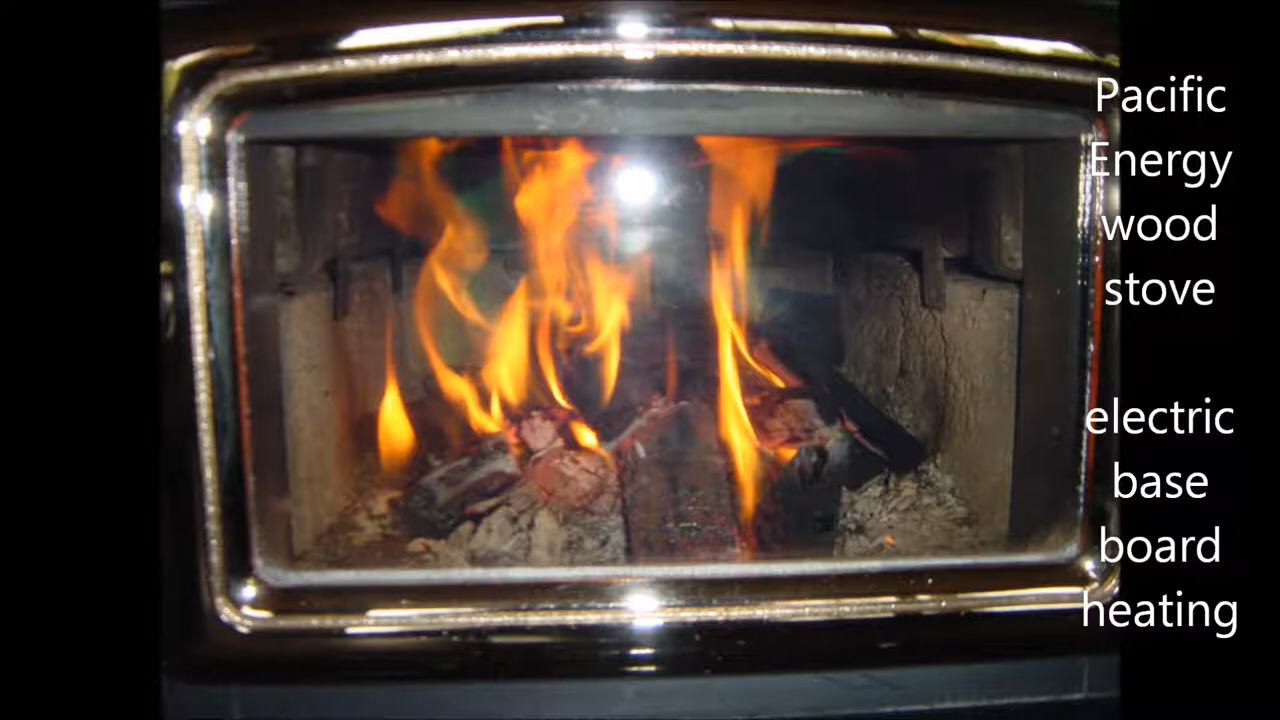 Pacific
Energy
wood
stove
electric
base
board
heating